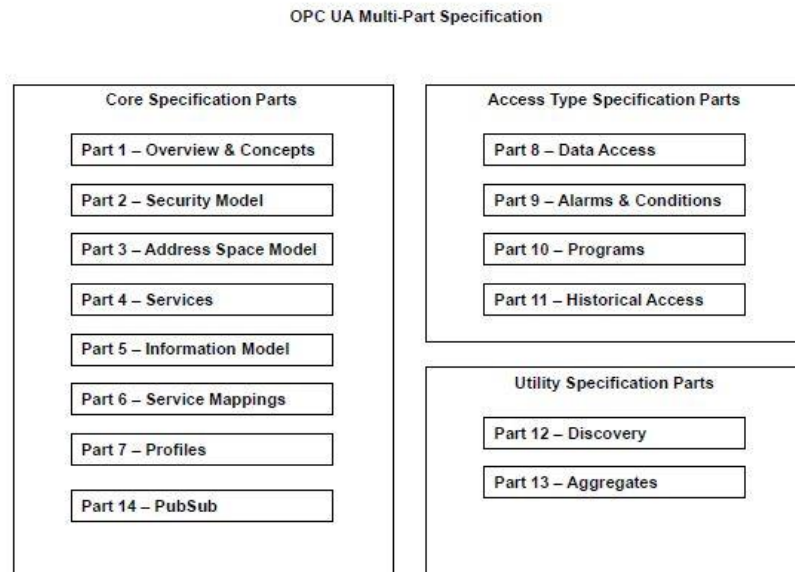 OPC UA Multi-Part Specification
Core Specification Parts
Part 1 – Overview & Concepts
Part 2 – Security Model
Part 3 – Address Space Model
Part 4 – Services
Part 5 – Information Model
Part 6 – Service Mappings
Part 7 – Profiles
Part 14 – PubSub
Access Type Specification Parts
Part 8 – Data Access
Part 9 – Alarms & Conditions
Part 10 – Programs
Part 11 – Historical Access
Utility Specification Parts
Part 12 – Discovery
Part 13 – Aggregates